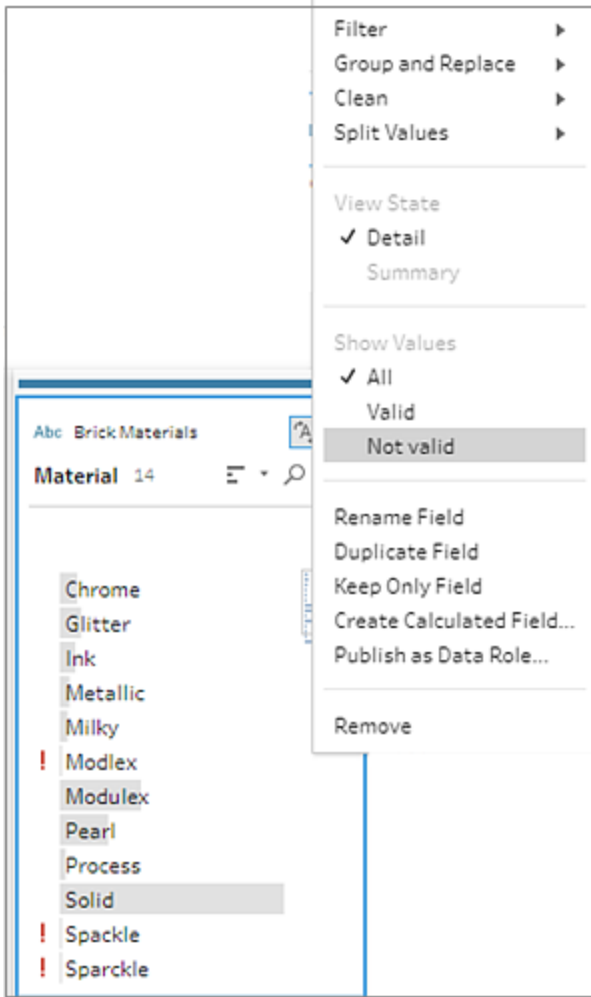 Filter
Group and Replace
Clean
Split Values
View State
✓ Detail
Summary
Show Values
✓ All
Valid
Not valid
Rename Field
Duplicate Field
Keep Only Field
Create Calculated Field...
Publish as Data Role...
Remove
Abc Brick Materials
Material 14
Chrome
Glitter
Ink
Metallic
Milky
! Modlex
Modulex
Pearl
Process
Solid
! Spackle
! Sparckle